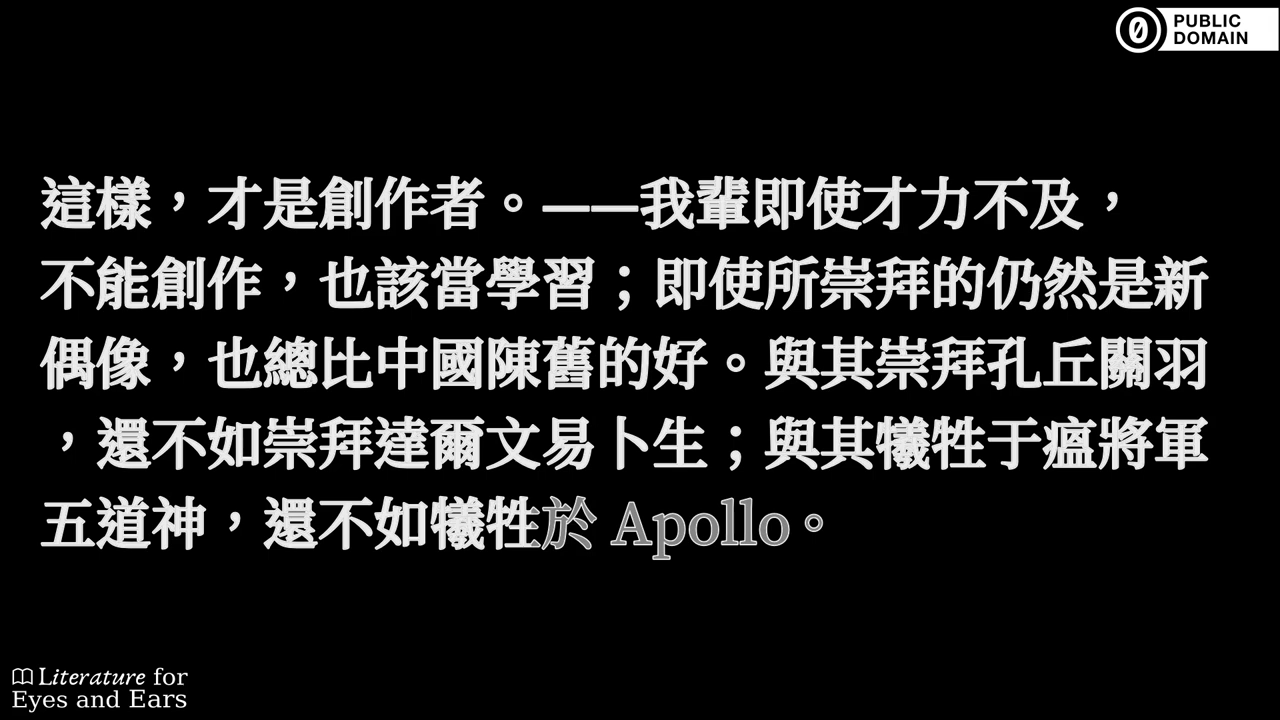 PUBLIC
DOMAIN
這樣，才是創作者。——我輩即使才力不及，
不能創作，也該當學習；即使所崇拜的仍然是新
偶像，也總比中國陳舊的好。與其崇拜孔丘關羽
，還不如崇拜達爾文易卜生；與其犧牲于瘟將軍
五道神，還不如犧牲於 Apollo。
Literature for
Eyes and Ears